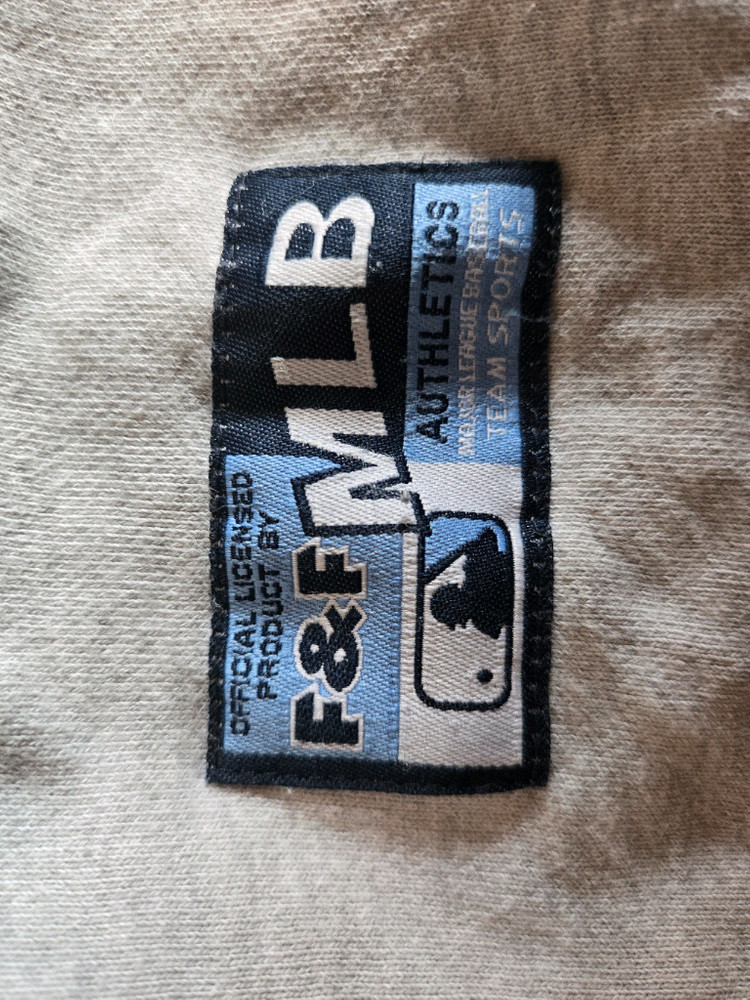 OFFICIAL LICENSED
PRODUCT BY
F&F MLB
AUTHLETICS
MAJOR LEAGUE BASEBALL
TEAM SPORTS